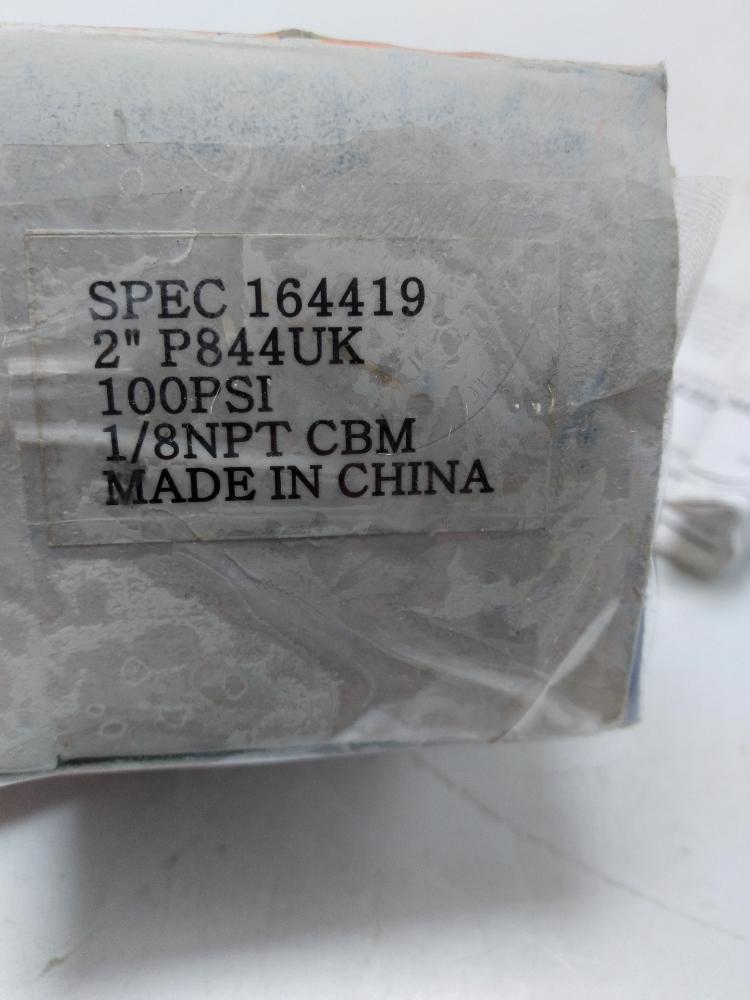 SPEC 164419
2" P844UK
100PSI
1/8NPT CBM
MADE IN CHINA